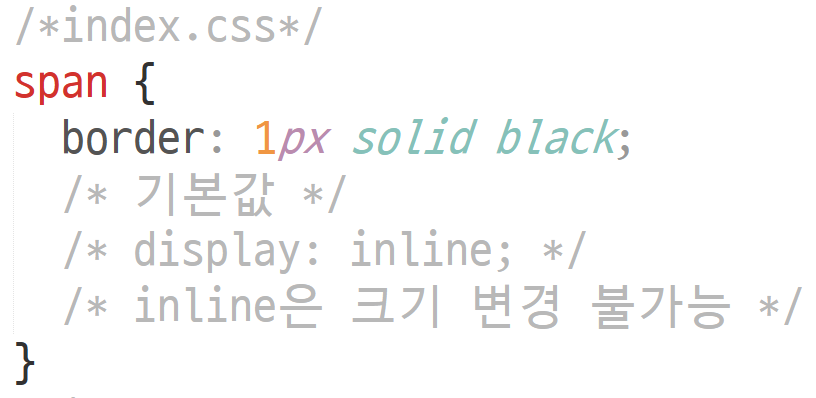 /*index.css*/
span {
  border: 1px solid black;
  /* 기본값 */
  /* display: inline; */
  /* inline은 크기 변경 불가능 */
}